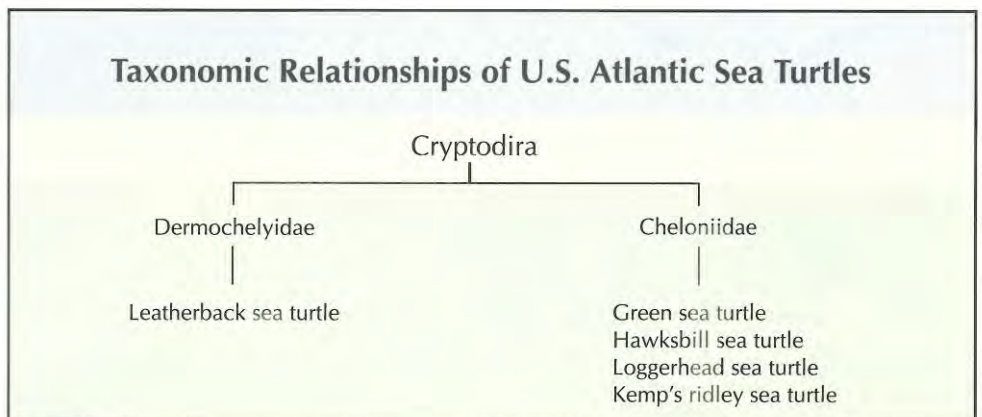 Taxonomic Relationships of U.S. Atlantic Sea Turtles
Cryptodira
Dermochelyidae
Cheloniidae
Leatherback sea turtle
Green sea turtle
Hawksbill sea turtle
Loggerhead sea turtle
Kemp's ridley sea turtle